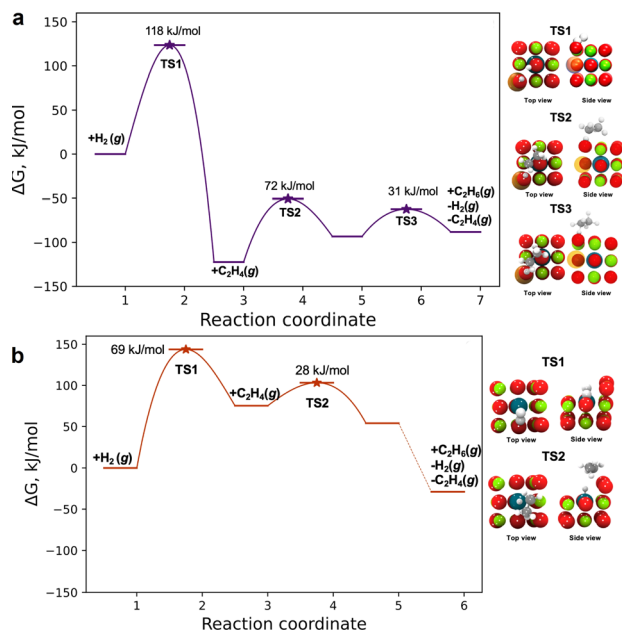 a
118 kJ/mol
TS1
+H2(g)
72 kJ/mol
TS2
31 kJ/mol
TS3
+C2H6(g)
-H2(g)
-C2H4(g)
+C2H4(g)
150
100
50
0
−50
−100
−150
ΔG, kJ/mol
1 2 3 4 5 6 7
Reaction coordinate
TS1
Top view Side view
TS2
Top view Side view
TS3
Top view Side view
b
69 kJ/mol
TS1
+H2(g)
+C2H4(g)
28 kJ/mol
TS2
+C2H6(g)
-H2(g)
-C2H4(g)
150
100
50
0
−50
−100
−150
ΔG, kJ/mol
1 2 3 4 5 6
Reaction coordinate
TS1
Top view Side view
TS2
Top view Side view